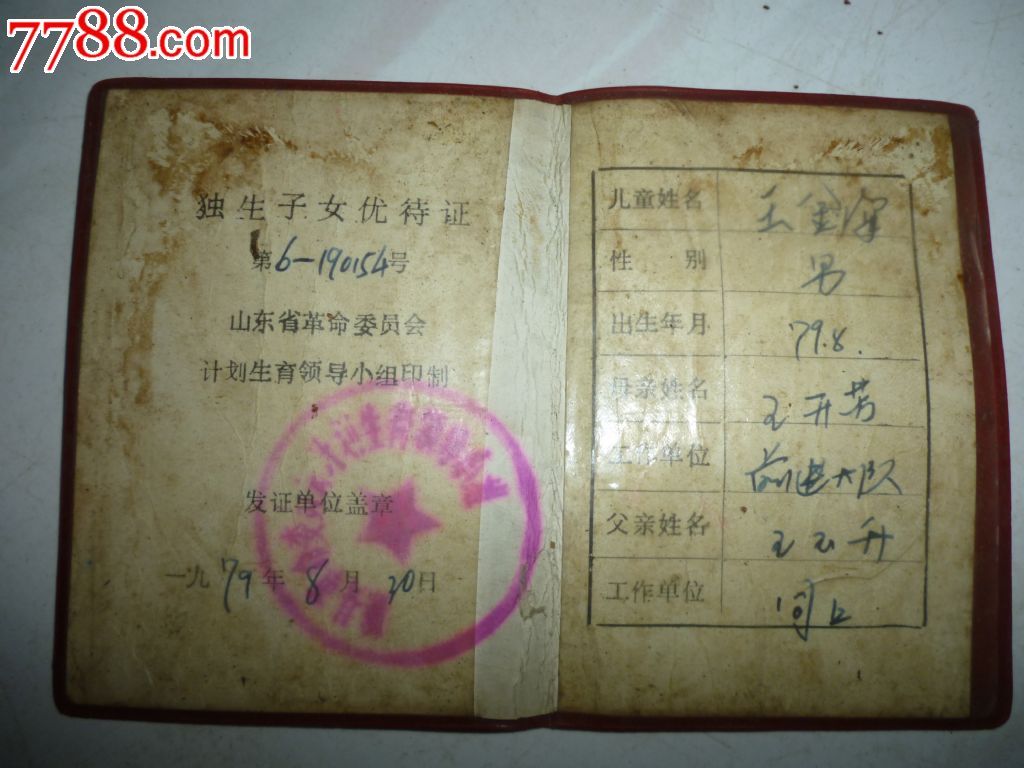 7788.com
独生子女优待证
第6-190154号
山东省革命委员会
计划生育领导小组印制
发证单位盖章
一九79年8月30日
儿童姓名 王金
性别 男
出生年月 79.8.
母亲姓名 王开芳
工作单位 前进大队
父亲姓名 王云升
工作单位 同上